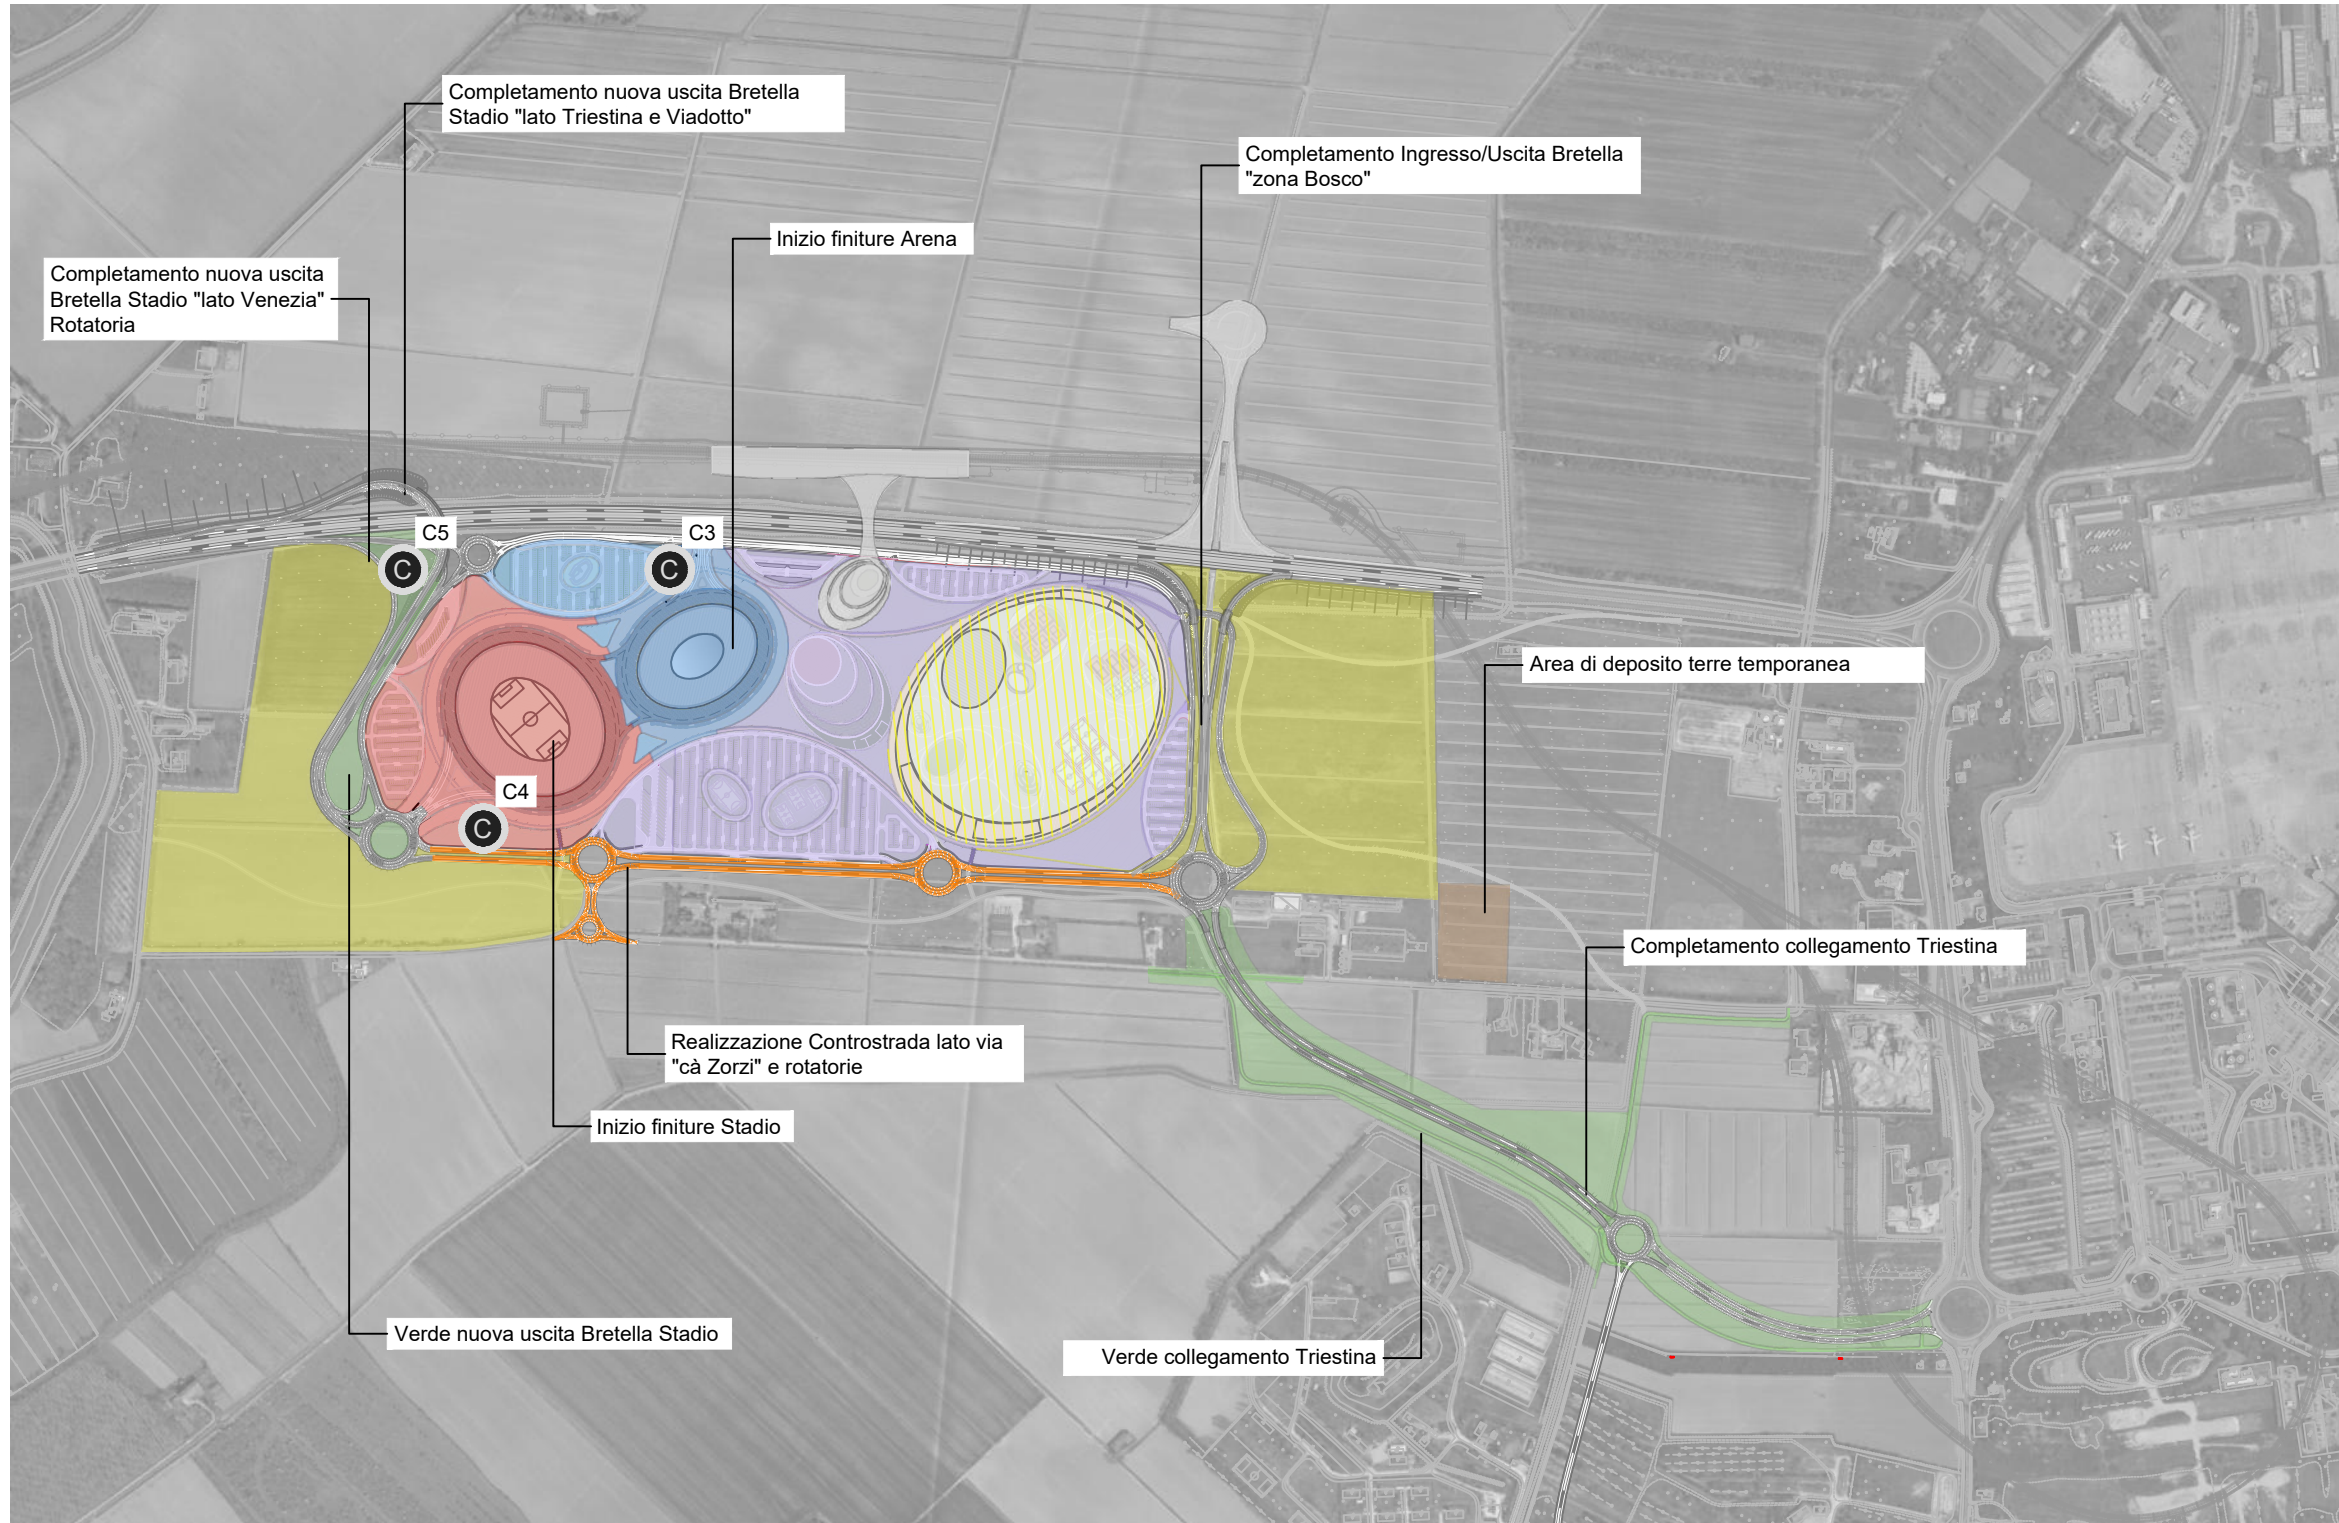 Completamento nuova uscita Bretella
Stadio "lato Triestina e Viadotto"
Completamento Ingresso/Uscita Bretella
"zona Bosco"
Inizio finiture Arena
Completamento nuova uscita
Bretella Stadio "lato Venezia"
Rotatoria
C5
C3
C
C
Area di deposito terre temporanea
C4
C
Completamento collegamento Triestina
Realizzazione Controstrada lato via
"cà Zorzi" e rotatorie
Inizio finiture Stadio
Verde nuova uscita Bretella Stadio
Verde collegamento Triestina